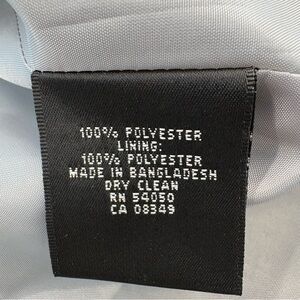 100% POLYESTER
LINING:
100% POLYESTER
MADE IN BANGLADESH
DRY CLEAN
RN 54050
CA 08349